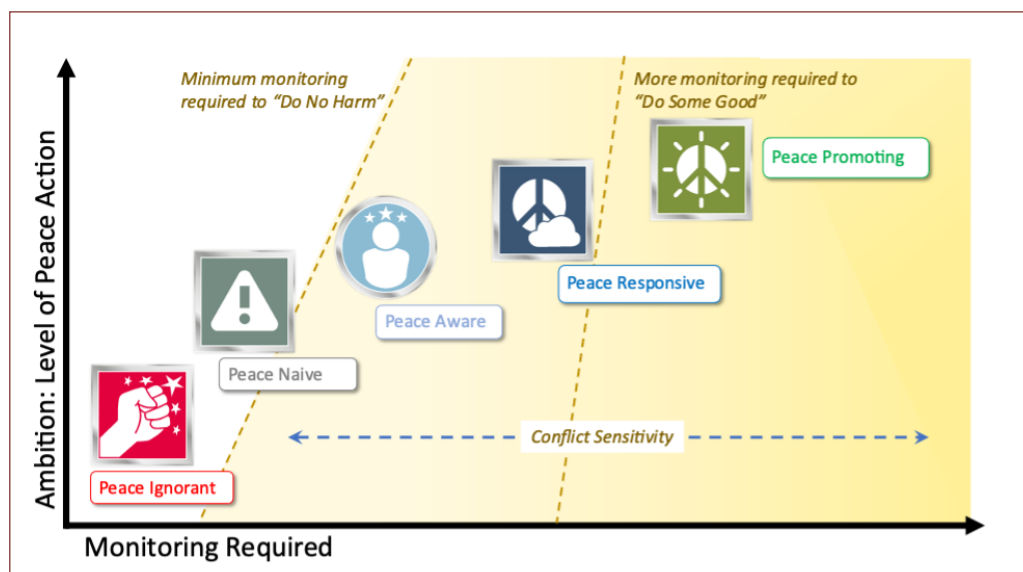 Minimum monitoring
required to “Do No Harm”
More monitoring required to
“Do Some Good”
Peace Promoting
Peace Responsive
Peace Aware
Peace Naive
Peace Ignorant
Conflict Sensitivity
Ambition: Level of Peace Action
Monitoring Required